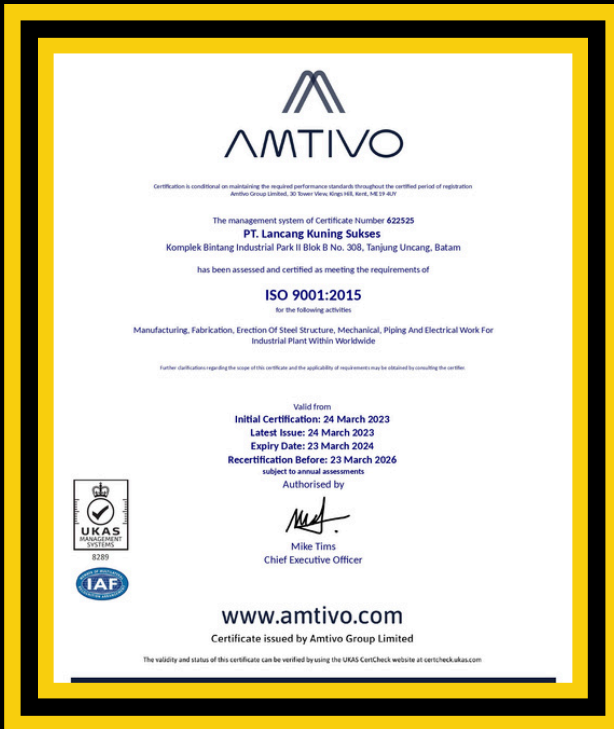 AMTIVO
Certification is conditional on maintaining the required performance standards throughout the certified period of registration
Amtivo Group Limited, 30 Tower View, Kings Hill, Kent, ME19 4UY
The management system of Certificate Number 622525
PT. Lancang Kuning Sukses
Komplek Bintang Industrial Park II Blok B No. 308, Tanjung Uncang, Batam
has been assessed and certified as meeting the requirements of
ISO 9001:2015
for the following activities
Manufacturing, Fabrication, Erection Of Steel Structure, Mechanical, Piping And Electrical Work For
Industrial Plant Within Worldwide
Further clarifications regarding the scope of this certificate and the applicability of requirements may be obtained by consulting the certifier.
Valid from
Initial Certification: 24 March 2023
Latest Issue: 24 March 2023
Expiry Date: 23 March 2024
Recertification Before: 23 March 2026
subject to annual assessments
Authorised by
Mike Tims
Chief Executive Officer
UKAS
MANAGEMENT
SYSTEMS
8289
IAF
www.amtivo.com
Certificate issued by Amtivo Group Limited
The validity and status of this certificate can be verified by using the UKAS CertCheck website at certcheck.ukas.com